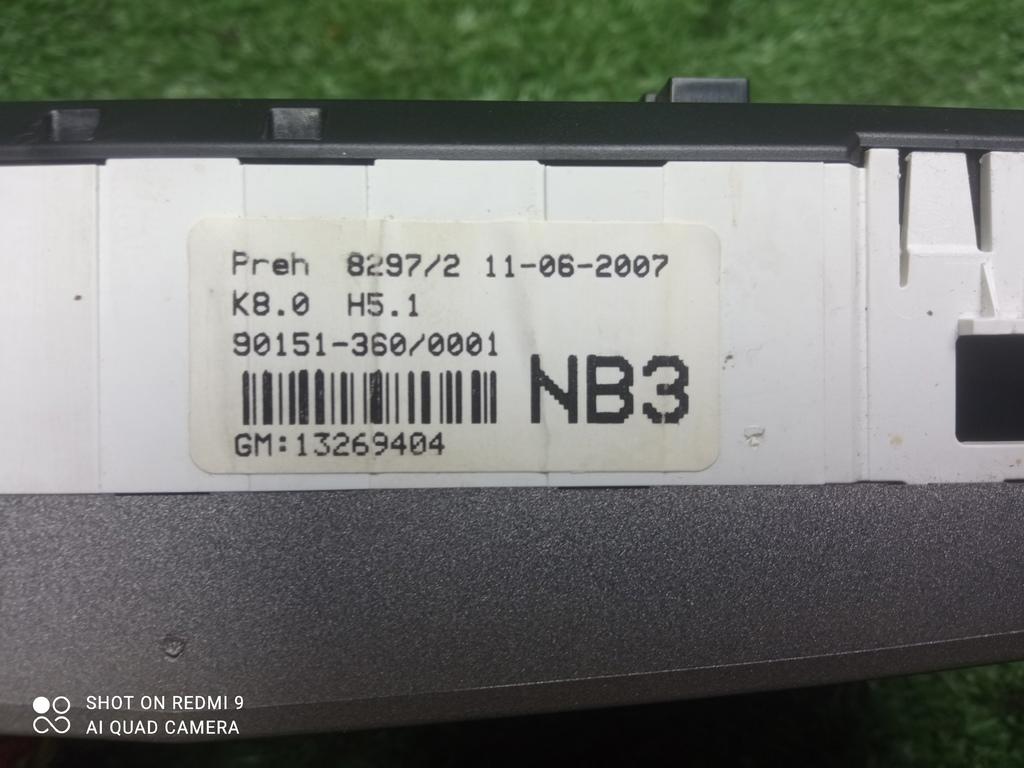 Preh 8297/2 11-06-2007
K8.0 H5.1
90151-360/0001
NB3
GM:13269404
SHOT ON REDMI 9
AI QUAD CAMERA